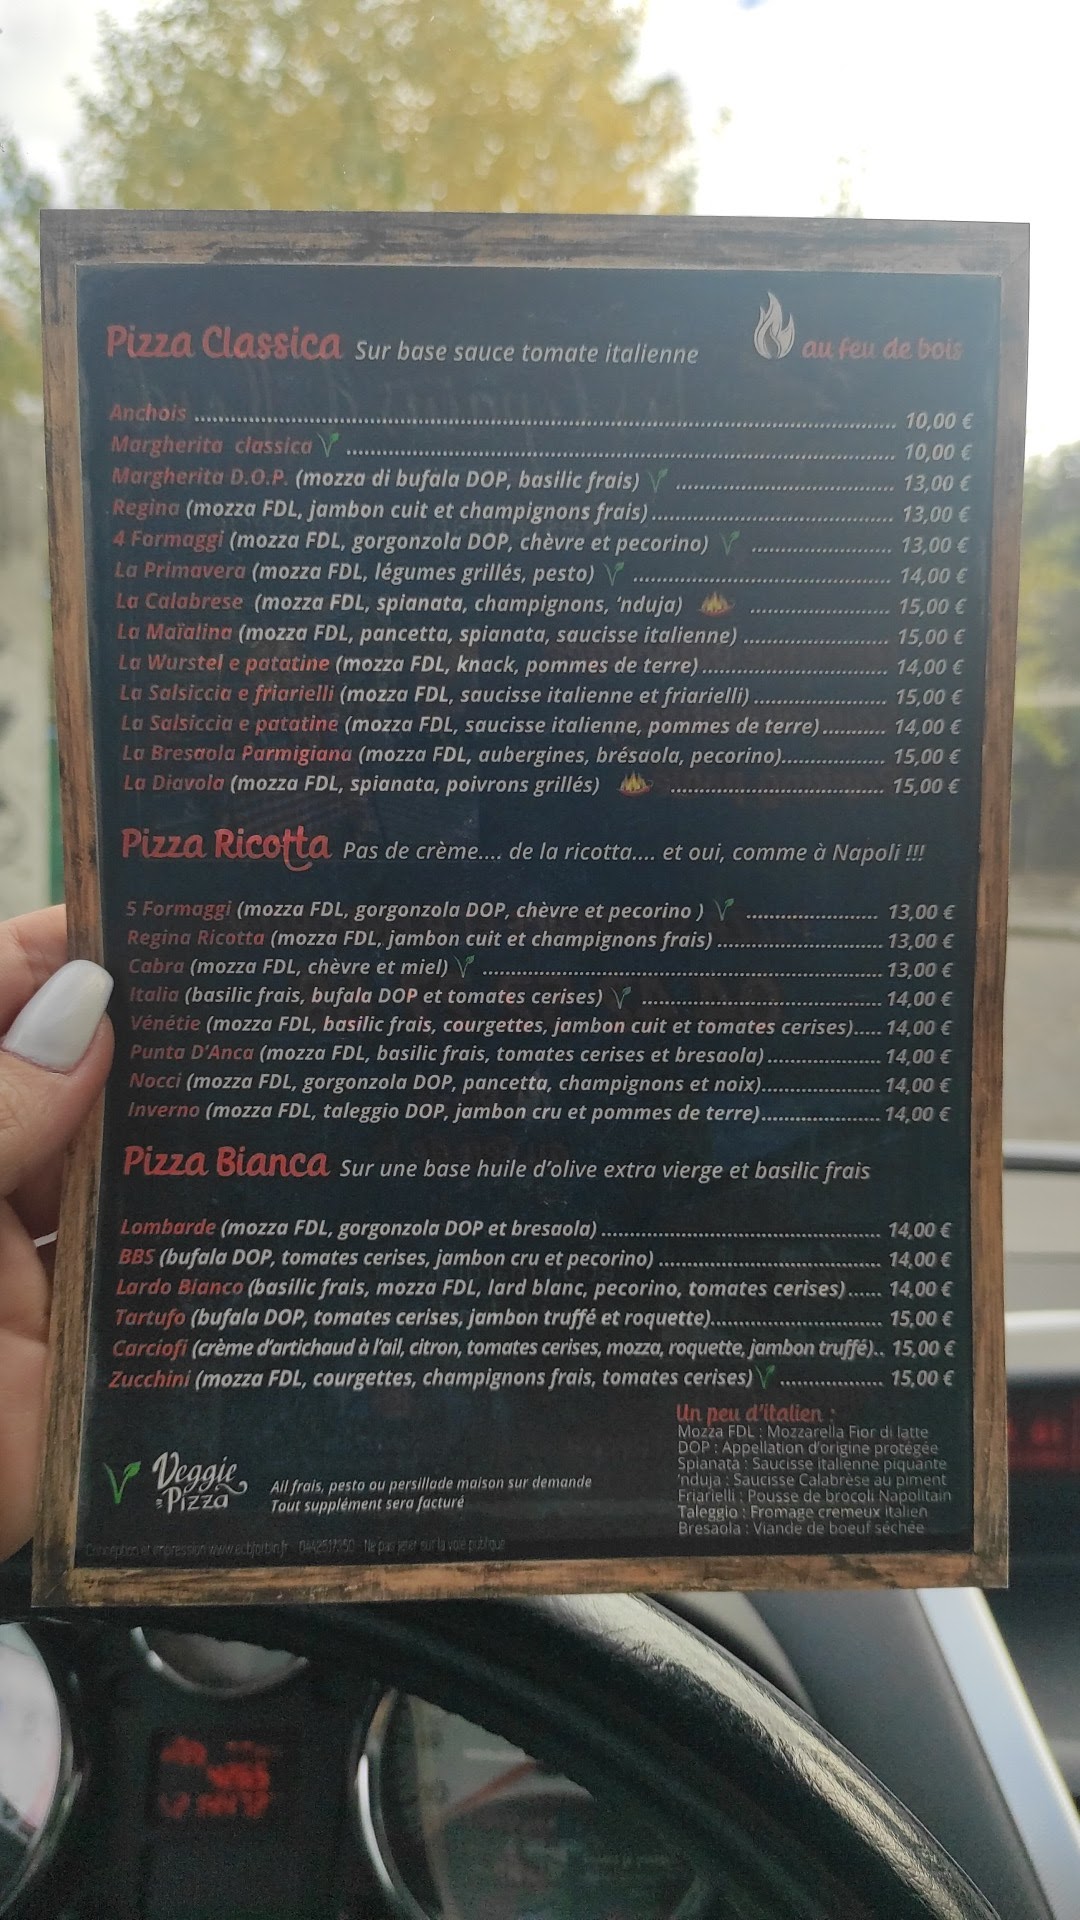 Pizza Classica Sur base sauce tomate italienne au feu de bois
Anchois .......... 10,00 €
Margherita classica .......... 10,00 €
Margherita D.O.P. (mozza di bufala DOP, basilic frais) .......... 13,00 €
Regina (mozza FDL, jambon cuit et champignons frais) .......... 13,00 €
4 Formaggi (mozza FDL, gorgonzola DOP, chèvre et pecorino) .......... 13,00 €
La Primavera (mozza FDL, légumes grillés, pesto) .......... 14,00 €
La Calabrese (mozza FDL, spianata, champignons, 'nduja) .......... 15,00 €
La Maïalina (mozza FDL, pancetta, spianata, saucisse italienne) .......... 15,00 €
La Wurstel e patatine (mozza FDL, knack, pommes de terre) .......... 14,00 €
La Salsiccia e friarielli (mozza FDL, saucisse italienne et friarielli) .......... 15,00 €
La Salsiccia e patatine (mozza FDL, saucisse italienne, pommes de terre) .......... 14,00 €
La Bresaola Parmigiana (mozza FDL, aubergines, brésaola, pecorino) .......... 15,00 €
La Diavola (mozza FDL, spianata, poivrons grillés) .......... 15,00 €
Pizza Ricotta Pas de crème.... de la ricotta.... et oui, comme à Napoli !!!
5 Formaggi (mozza FDL, gorgonzola DOP, chèvre et pecorino ) .......... 13,00 €
Regina Ricotta (mozza FDL, jambon cuit et champignons frais) .......... 13,00 €
Cabra (mozza FDL, chèvre et miel) .......... 13,00 €
Italia (basilic frais, bufala DOP et tomates cerises) .......... 14,00 €
Vénétie (mozza FDL, basilic frais, courgettes, jambon cuit et tomates cerises)..... 14,00 €
Punta D'Anca (mozza FDL, basilic frais, tomates cerises et bresaola) .......... 14,00 €
Nocci (mozza FDL, gorgonzola DOP, pancetta, champignons et noix) .......... 14,00 €
Inverno (mozza FDL, taleggio DOP, jambon cru et pommes de terre) .......... 14,00 €
Pizza Bianca Sur une base huile d'olive extra vierge et basilic frais
Lombarde (mozza FDL, gorgonzola DOP et bresaola) .......... 14,00 €
BBS (bufala DOP, tomates cerises, jambon cru et pecorino) .......... 14,00 €
Lardo Bianco (basilic frais, mozza FDL, lard blanc, pecorino, tomates cerises)...... 14,00 €
Tartufo (bufala DOP, tomates cerises, jambon truffé et roquette) .......... 15,00 €
Carciofi (crème d'artichaud à l'ail, citron, tomates cerises, mozza, roquette, jambon truffé).. 15,00 €
Zucchini (mozza FDL, courgettes, champignons frais, tomates cerises) .......... 15,00 €
Veggie
Pizza
Ail frais, pesto ou persillade maison sur demande
Tout supplément sera facturé
Un peu d'italien :
Mozza FDL : Mozzarella Fior di latte
DOP : Appellation d'origine protégée
Spianata : Saucisse italienne piquante
'nduja : Saucisse Calabrèse au piment
Friarielli : Pousse de brocoli Napolitain
Taleggio : Fromage cremeux italien
Bresaola : Viande de boeuf séchée
Conception et impression - Ne pas jeter sur la voie publique